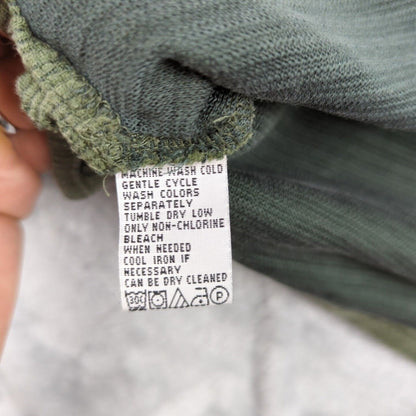 MACHINE WASH COLD
GENTLE CYCLE
WASH COLORS
SEPARATELY
TUMBLE DRY LOW
ONLY NON-CHLORINE
BLEACH
WHEN NEEDED
COOL IRON IF
NECESSARY
CAN BE DRY CLEANED
30C P